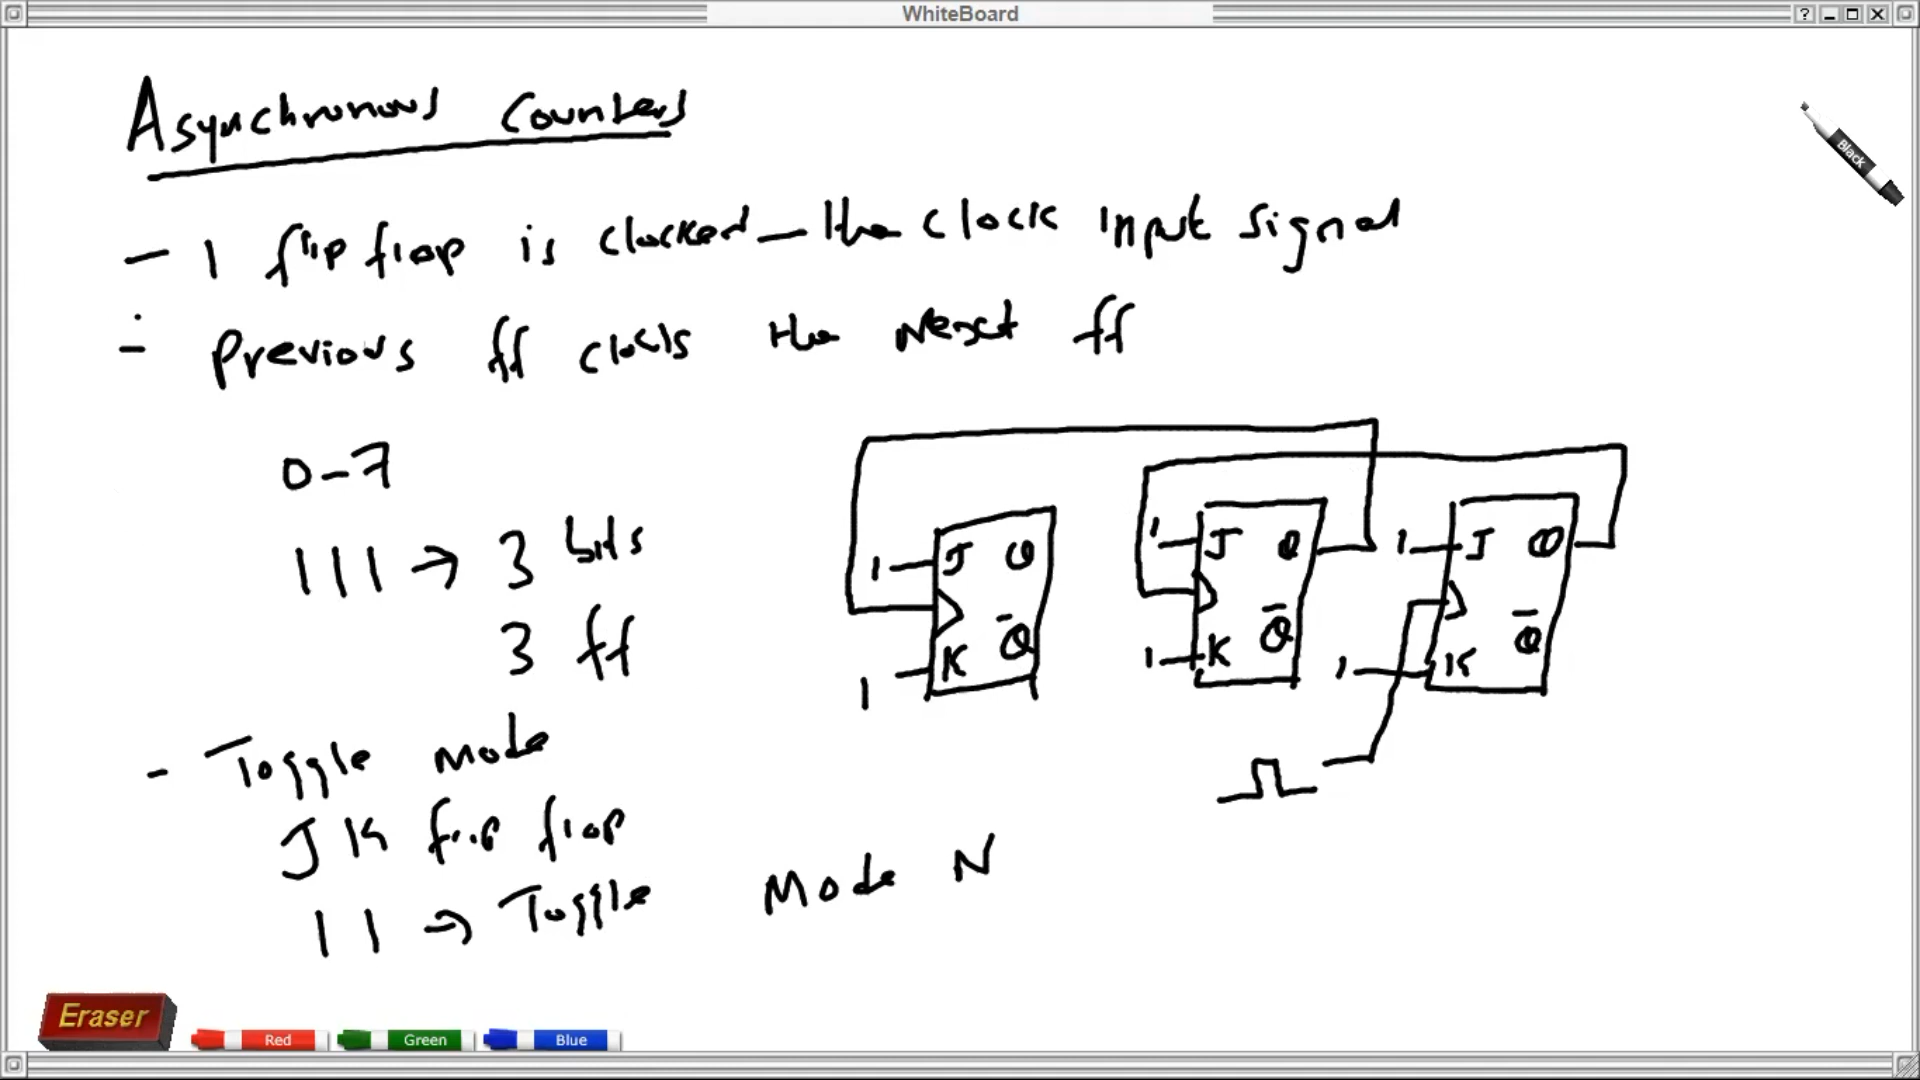 WhiteBoard
Asynchronous Counters
Black
- 1 flip flop is clocked - the clock input signal
- Previous ff clocks the Next ff
0-7
111 → 3 bits
3 ff
1 J Q
K Q̄
1
1 J Q
1 K Q̄
1 J Q
1 K Q̄
- Toggle mode
JK flip flop
11 → Toggle
Mode N
Eraser
Red
Green
Blue